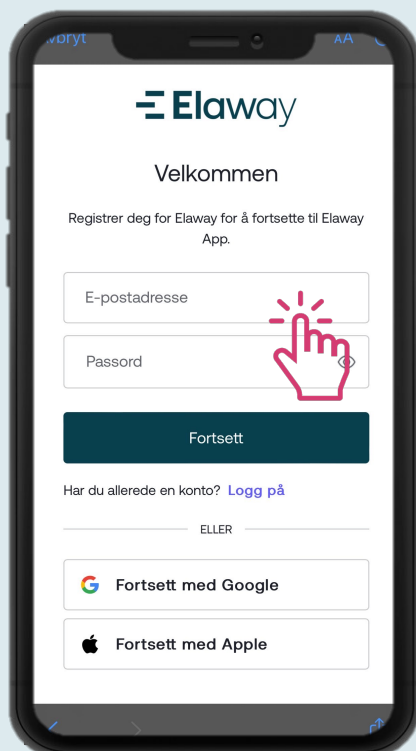 AA
Elaway
Velkommen
Registrer deg for Elaway for å fortsette til Elaway
App.
E-postadresse
Passord
Fortsett
Har du allerede en konto? Logg på
ELLER
Fortsett med Google
Fortsett med Apple